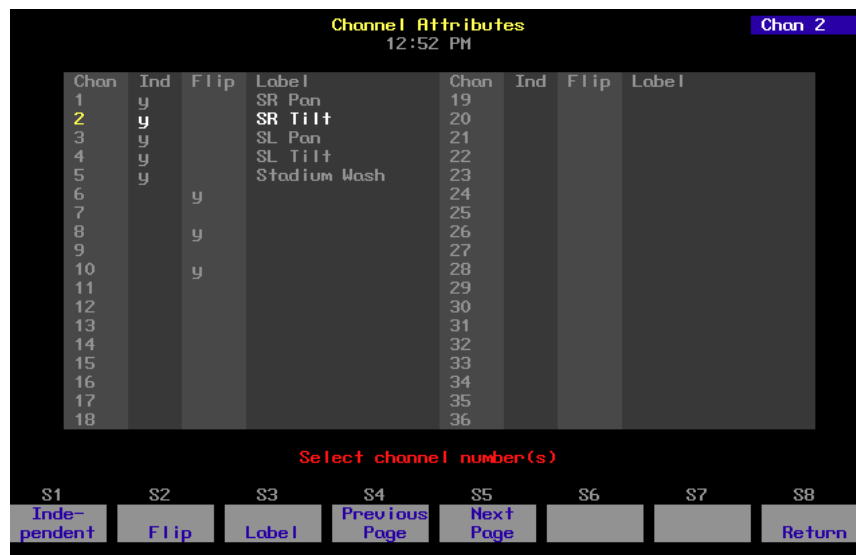 Channel Attributes
Chan 2
12:52 PM
Chan Ind Flip Label Chan Ind Flip Label
1 y SR Pan 19
2 y SR Tilt 20
3 y SL Pan 21
4 y SL Tilt 22
5 y Stadium Wash 23
6 y 24
7 25
8 y 26
9 27
10 y 28
11 29
12 30
13 31
14 32
15 33
16 34
17 35
18 36
Select channel number(s)
S1 S2 S3 S4 S5 S6 S7 S8
Inde- Previous Next
pendent Flip Label Page Page Return